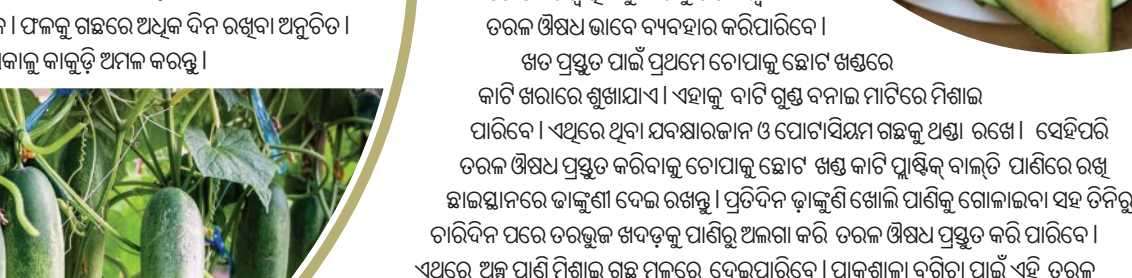 । ଫଳକୁ ଗଛରେ ଅଧିକ ଦିନ ରଖିବା ଅନୁଚିତ ।
କାଳୁ କାକୁଡ଼ି ଅମଳ କରନ୍ତୁ ।
ତରଳ ଔଷଧ ଭାବେ ବ୍ୟବହାର କରିପାରିବେ ।
ଖତ ପ୍ରସ୍ତୁତ ପାଇଁ ପ୍ରଥମେ ଚୋପାକୁ ଛୋଟ ଖଣ୍ଡରେ
କାଟି ଖରାରେ ଶୁଖାଯାଏ । ଏହାକୁ ବାଟି ଗୁଣ୍ଡ ବନାଇ ମାଟିରେ ମିଶାଇ
ପାରିବେ । ଏଥିରେ ଥିବା ଯବକ୍ଷାରଜାନ ଓ ପୋଟାସିୟମ ଗଛକୁ ଥଣ୍ଡା ରଖେ । ସେହିପରି
ତରଳ ଔଷଧ ପ୍ରସ୍ତୁତ କରିବାକୁ ଚୋପାକୁ ଛୋଟ ଖଣ୍ଡ କାଟି ପ୍ଲାଷ୍ଟିକ୍ ବାଲ୍‌ତି ପାଣିରେ ରଖି
ଛାଇସ୍ଥାନରେ ଢାଙ୍କୁଣୀ ଦେଇ ରଖନ୍ତୁ । ପ୍ରତିଦିନ ଢ଼ାଙ୍କୁଣି ଖୋଲି ପାଣିକୁ ଗୋଳାଇବା ସହ ତିନିରୁ
ଚାରିଦିନ ପରେ ତରଭୁଜ ଖଦଡ଼କୁ ପାଣିରୁ ଅଲଗା କରି ତରଳ ଔଷଧ ପ୍ରସ୍ତୁତ କରି ପାରିବେ ।
ଏଥିରେ ଅଳ୍ପ ପାଣି ମିଶାଇ ଗଛ ମୂଳରେ ଦେଇପାରିବେ । ପାକଶାଳା ବଗିଚା ପାଇଁ ଏହି ତରଳ